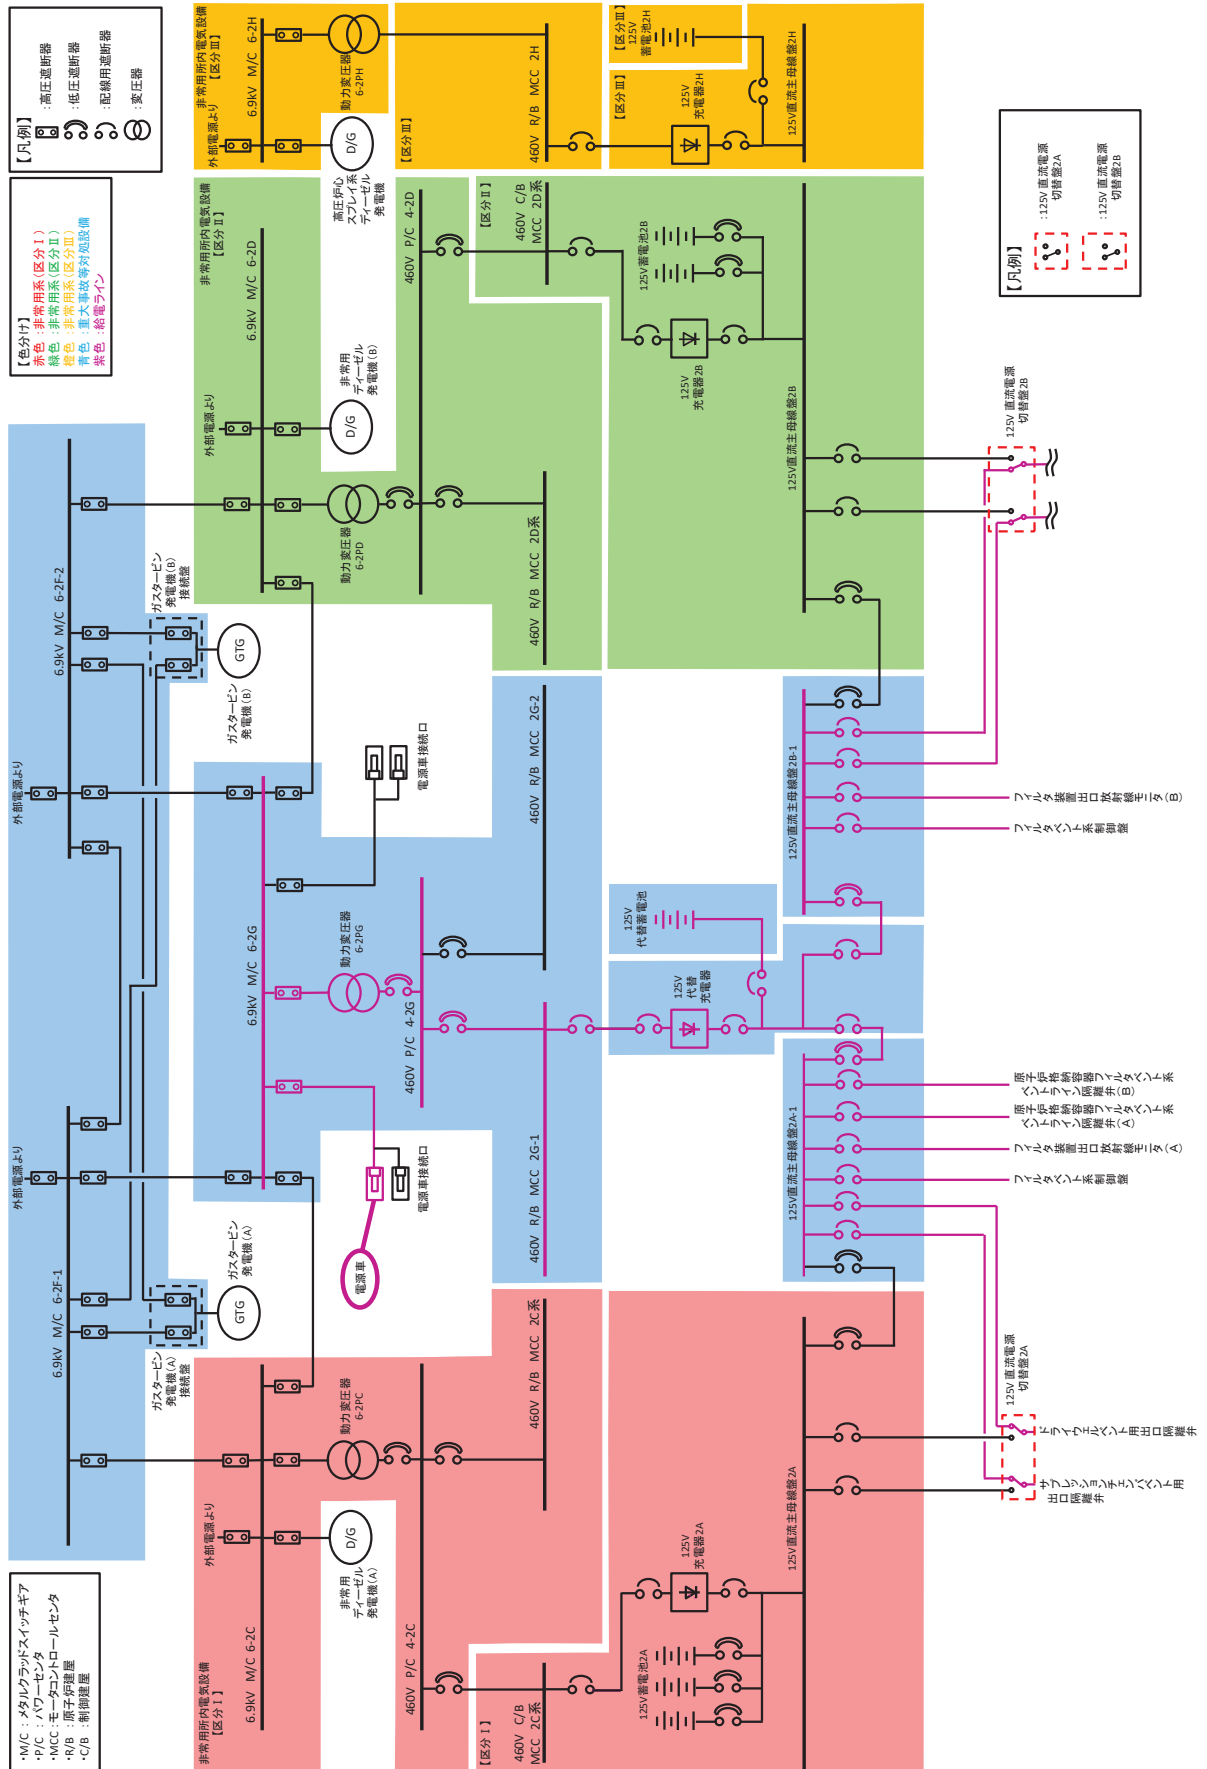 ・M/C : メタルクラッドスイッチギア
・P/C : パワーセンタ
・MCC : モータコントロールセンタ
・R/B : 原子炉建屋
・C/B : 制御建屋
【色分け】
赤色 : 非常用系(区分Ⅰ)
緑色 : 非常用系(区分Ⅱ)
橙色 : 非常用系(区分Ⅲ)
青色 : 重大事故等対処設備
紫色 : 給電ライン
【凡例】
: 高圧遮断器
: 低圧遮断器
: 配線用遮断器
: 変圧器
外部電源より
外部電源より
6.9kV M/C 6-2F-1
6.9kV M/C 6-2F-2
ガスタービン
発電機(A)
接続盤
GTG
ガスタービン
発電機(A)
ガスタービン
発電機(B)
接続盤
GTG
ガスタービン
発電機(B)
非常用所内電気設備
【区分Ⅰ】
外部電源より
6.9kV M/C 6-2C
D/G
非常用
ディーゼル
発電機(A)
動力変圧器
6-2PC
6.9kV M/C 6-2G
動力変圧器
6-2PG
電源車
電源車接続口
電源車接続口
非常用所内電気設備
【区分Ⅱ】
外部電源より
6.9kV M/C 6-2D
D/G
非常用
ディーゼル
発電機(B)
動力変圧器
6-2PD
非常用所内電気設備
【区分Ⅲ】
外部電源より
6.9kV M/C 6-2H
D/G
高圧炉心
スプレイ系
ディーゼル
発電機
動力変圧器
6-2PH
460V P/C 4-2C
460V P/C 4-2G
460V P/C 4-2D
【区分Ⅲ】
【区分Ⅰ】
460V C/B
MCC 2C系
460V R/B MCC 2C系
460V R/B MCC 2G-1
460V R/B MCC 2G-2
460V R/B MCC 2D系
【区分Ⅱ】
460V C/B
MCC 2D系
460V R/B MCC 2H
125V蓄電池2A
125V
充電器2A
125V
代替
充電器
125V
代替蓄電池
125V
充電器2B
125V蓄電池2B
【区分Ⅲ】
125V
充電器2H
【区分Ⅲ】
125V
蓄電池2H
125V直流主母線盤2A
125V直流主母線盤2A-1
125V直流主母線盤2B-1
125V直流主母線盤2B
125V直流主母線盤2H
125V 直流電源
切替盤2A
サプレッションチェンバベント用
出口隔離弁
ドライウェルベント用出口隔離弁
フィルタベント系制御盤
フィルタ装置出口放射線モニタ(A)
原子炉格納容器フィルタベント系
ベントライン隔離弁(A)
原子炉格納容器フィルタベント系
ベントライン隔離弁(B)
フィルタベント系制御盤
フィルタ装置出口放射線モニタ(B)
125V 直流電源
切替盤2B
【凡例】
: 125V 直流電源
切替盤2A
: 125V 直流電源
切替盤2B